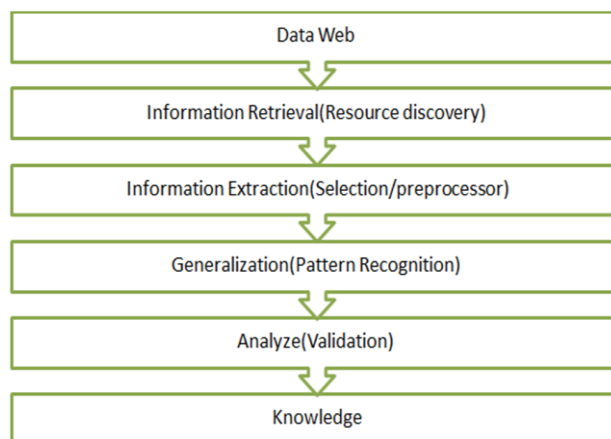 Data Web
Information Retrieval(Resource discovery)
Information Extraction(Selection/preprocessor)
Generalization(Pattern Recognition)
Analyze(Validation)
Knowledge